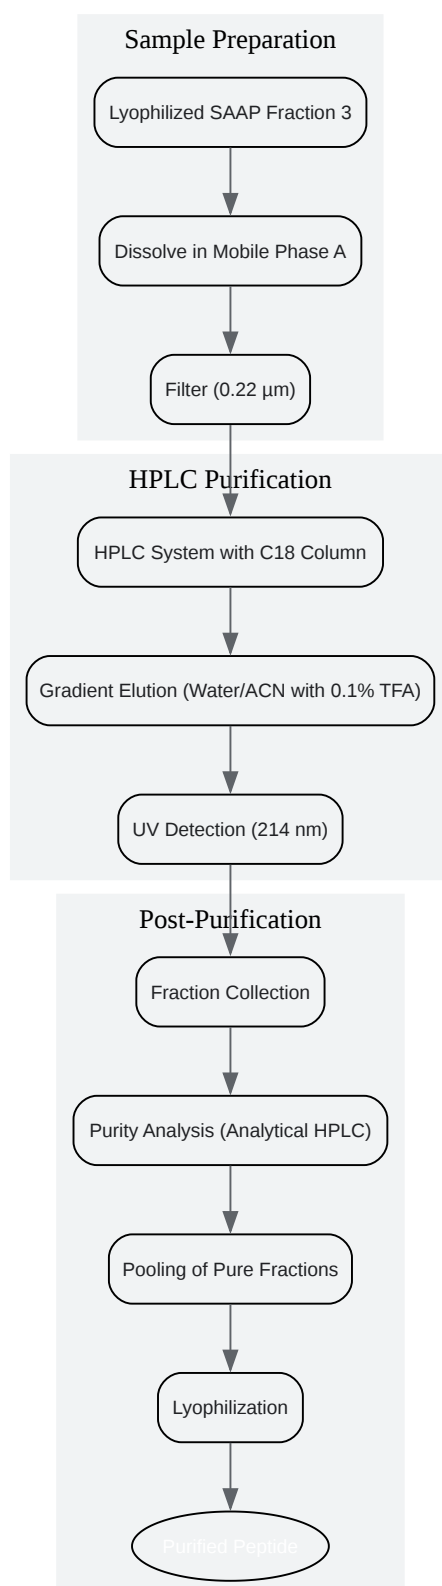 Sample Preparation
Lyophilized SAAP Fraction 3
Dissolve in Mobile Phase A
Filter (0.22 µm)
HPLC Purification
HPLC System with C18 Column
Gradient Elution (Water/ACN with 0.1% TFA)
UV Detection (214 nm)
Post-Purification
Fraction Collection
Purity Analysis (Analytical HPLC)
Pooling of Pure Fractions
Lyophilization
Purified Peptide